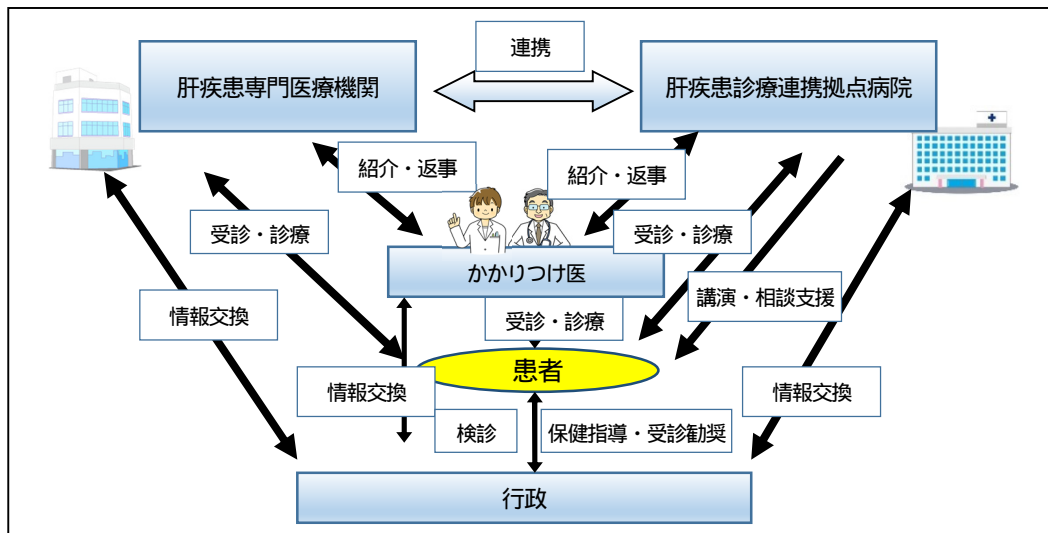 連携
肝疾患専門医療機関
肝疾患診療連携拠点病院
紹介・返事
紹介・返事
受診・診療
受診・診療
かかりつけ医
講演・相談支援
情報交換
受診・診療
患者
情報交換
情報交換
検診
保健指導・受診勧奨
行政